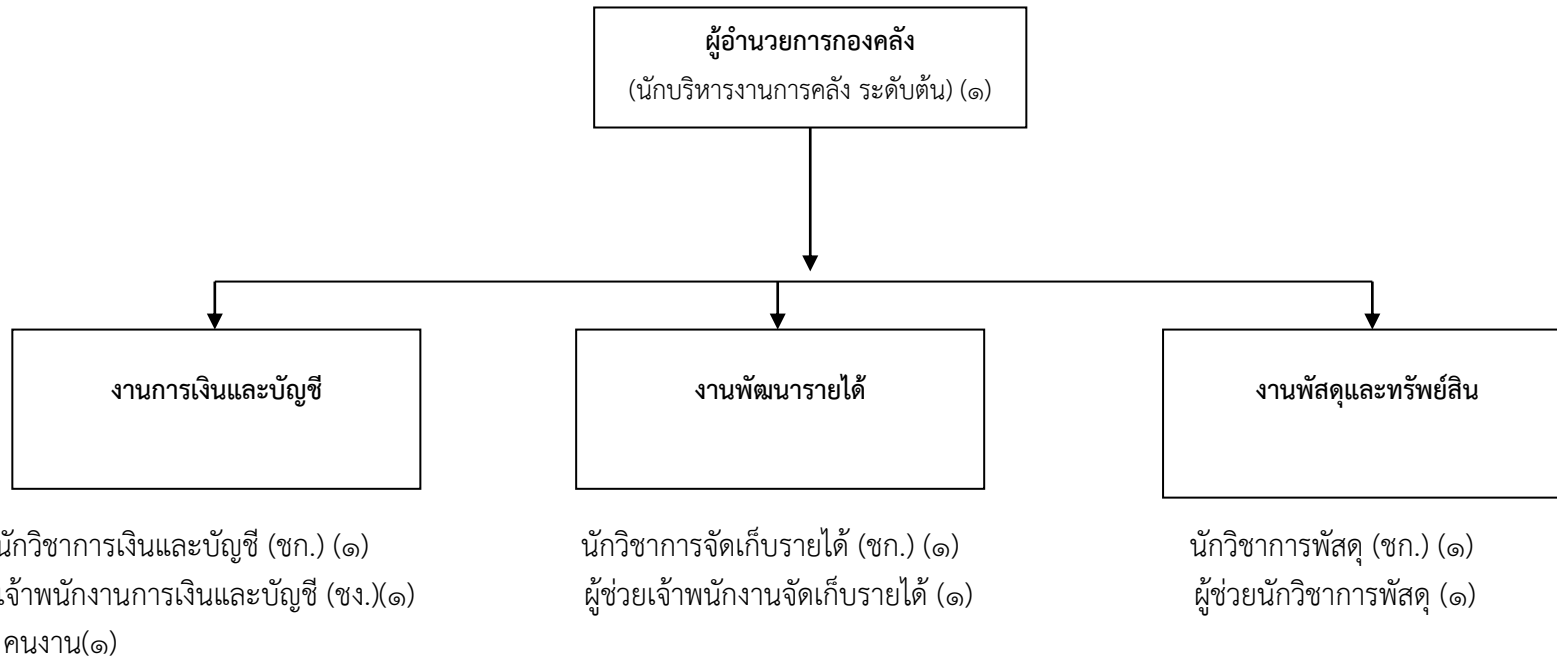 ผู้อำนวยการกองคลัง
(นักบริหารงานการคลัง ระดับต้น) (๑)
งานการเงินและบัญชี
งานพัฒนารายได้
งานพัสดุและทรัพย์สิน
นักวิชาการเงินและบัญชี (ชก.) (๑)
เจ้าพนักงานการเงินและบัญชี (ชง.)(๑)
คนงาน(๑)
นักวิชาการจัดเก็บรายได้ (ชก.) (๑)
ผู้ช่วยเจ้าพนักงานจัดเก็บรายได้ (๑)
นักวิชาการพัสดุ (ชก.) (๑)
ผู้ช่วยนักวิชาการพัสดุ (๑)